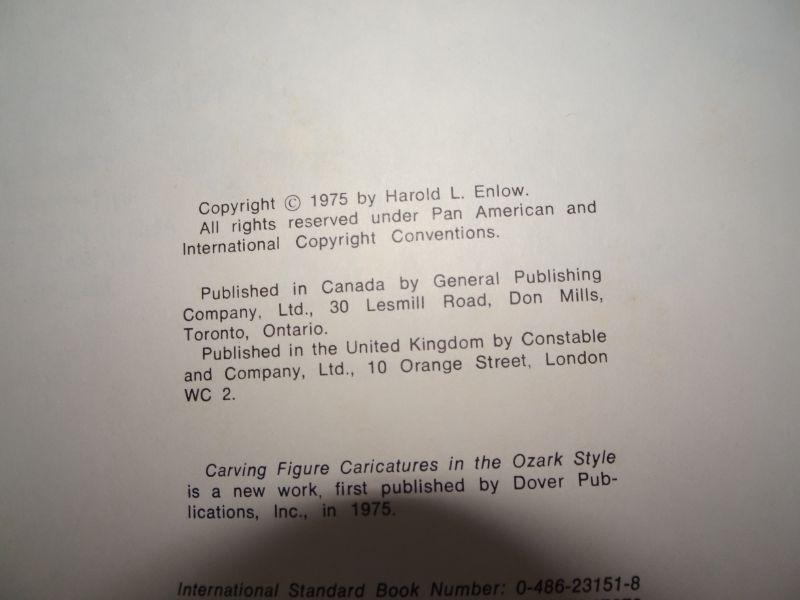 Copyright © 1975 by Harold L. Enlow.
All rights reserved under Pan American and
International Copyright Conventions.
Published in Canada by General Publishing
Company, Ltd., 30 Lesmill Road, Don Mills,
Toronto, Ontario.
Published in the United Kingdom by Constable
and Company, Ltd., 10 Orange Street, London
WC 2.
Carving Figure Caricatures in the Ozark Style
is a new work, first published by Dover Pub-
lications, Inc., in 1975.
International Standard Book Number: 0-486-23151-8